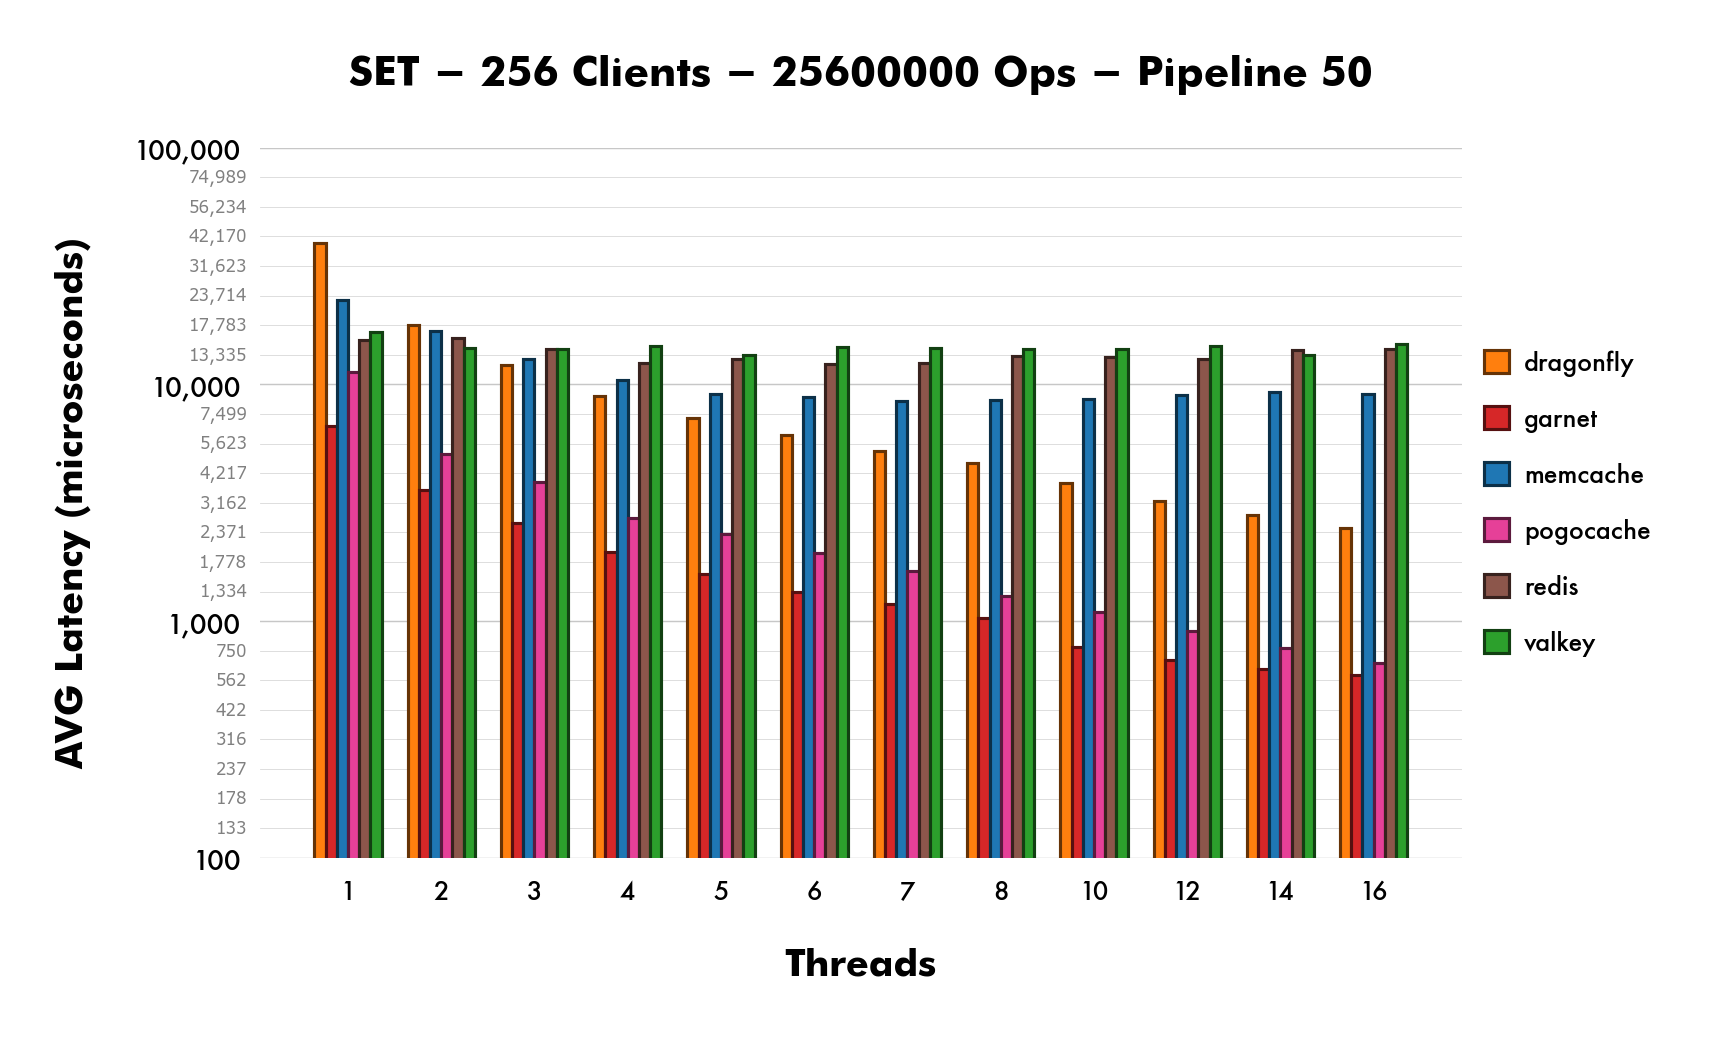 SET – 256 Clients – 25600000 Ops – Pipeline 50
AVG Latency (microseconds)
100,000
74,989
56,234
42,170
31,623
23,714
17,783
13,335
10,000
7,499
5,623
4,217
3,162
2,371
1,778
1,334
1,000
750
562
422
316
237
178
133
100
1 2 3 4 5 6 7 8 10 12 14 16
Threads
dragonfly
garnet
memcache
pogocache
redis
valkey